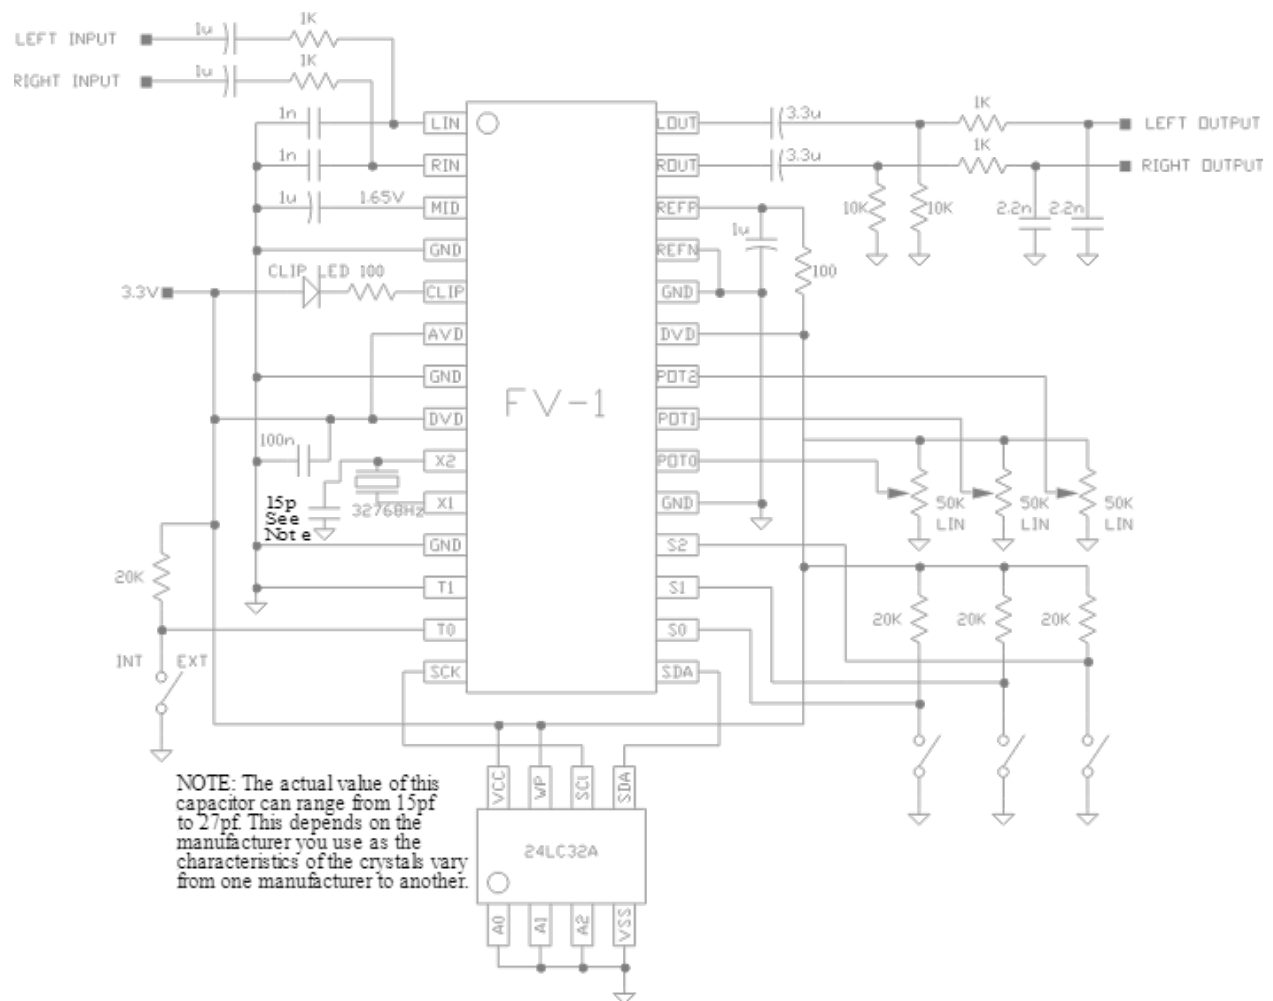 1K
LEFT INPUT 1u
1K
RIGHT INPUT 1u
1n LIN LOUT 3.3u 1K LEFT OUTPUT
1n RIN ROUT 3.3u 1K RIGHT OUTPUT
1u 1.65V MID REFP 10K 10K 2.2n 2.2n
GND 1u REFN
CLIP LED 100 100
3.3V CLIP GND
AVD DVD
GND POT2
FV-1
DVD POT1
100n
X2 POT0
15p 32768Hz X1 GND 50K 50K 50K
See LIN LIN LIN
Note
GND S2
20K T1 S1
20K 20K 20K
T0 S0
INT EXT
SCK SDA
VCC WP SCl SDA
NOTE: The actual value of this
capacitor can range from 15pf
to 27pf. This depends on the
manufacturer you use as the
characteristics of the crystals vary
from one manufacturer to another.
24LC32A
A0 A1 A2 VSS